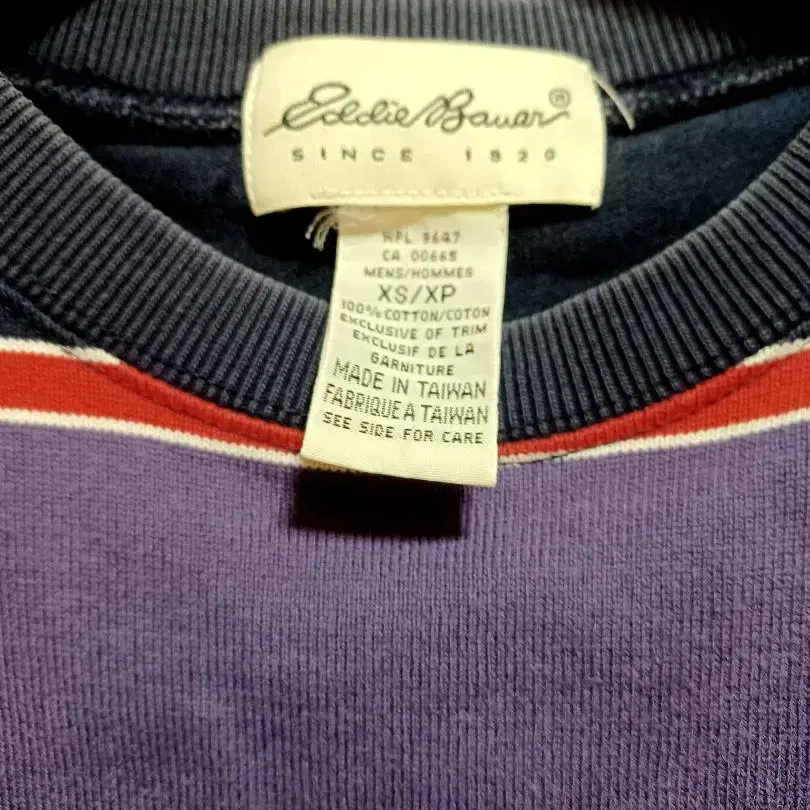 Eddie Bauer®
SINCE 1920
WPL 9647
CA 00665
MENS/HOMMES
XS/XP
100% COTTON/COTON
EXCLUSIVE OF TRIM
EXCLUSIF DE LA
GARNITURE
MADE IN TAIWAN
FABRIQUE A TAIWAN
SEE SIDE FOR CARE